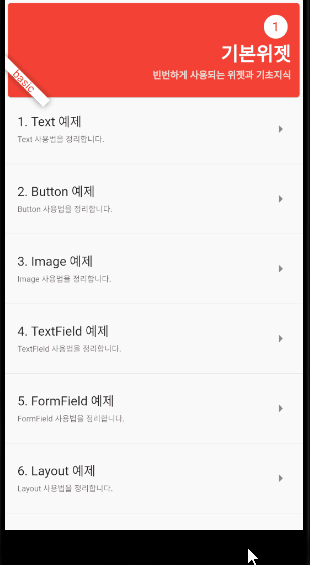 1
기본위젯
빈번하게 사용되는 위젯과 기초지식
basic
1. Text 예제
Text 사용법을 정리합니다.
2. Button 예제
Button 사용법을 정리합니다.
3. Image 예제
Image 사용법을 정리합니다.
4. TextField 예제
TextField 사용법을 정리합니다.
5. FormField 예제
FormField 사용법을 정리합니다.
6. Layout 예제
Layout 사용법을 정리합니다.